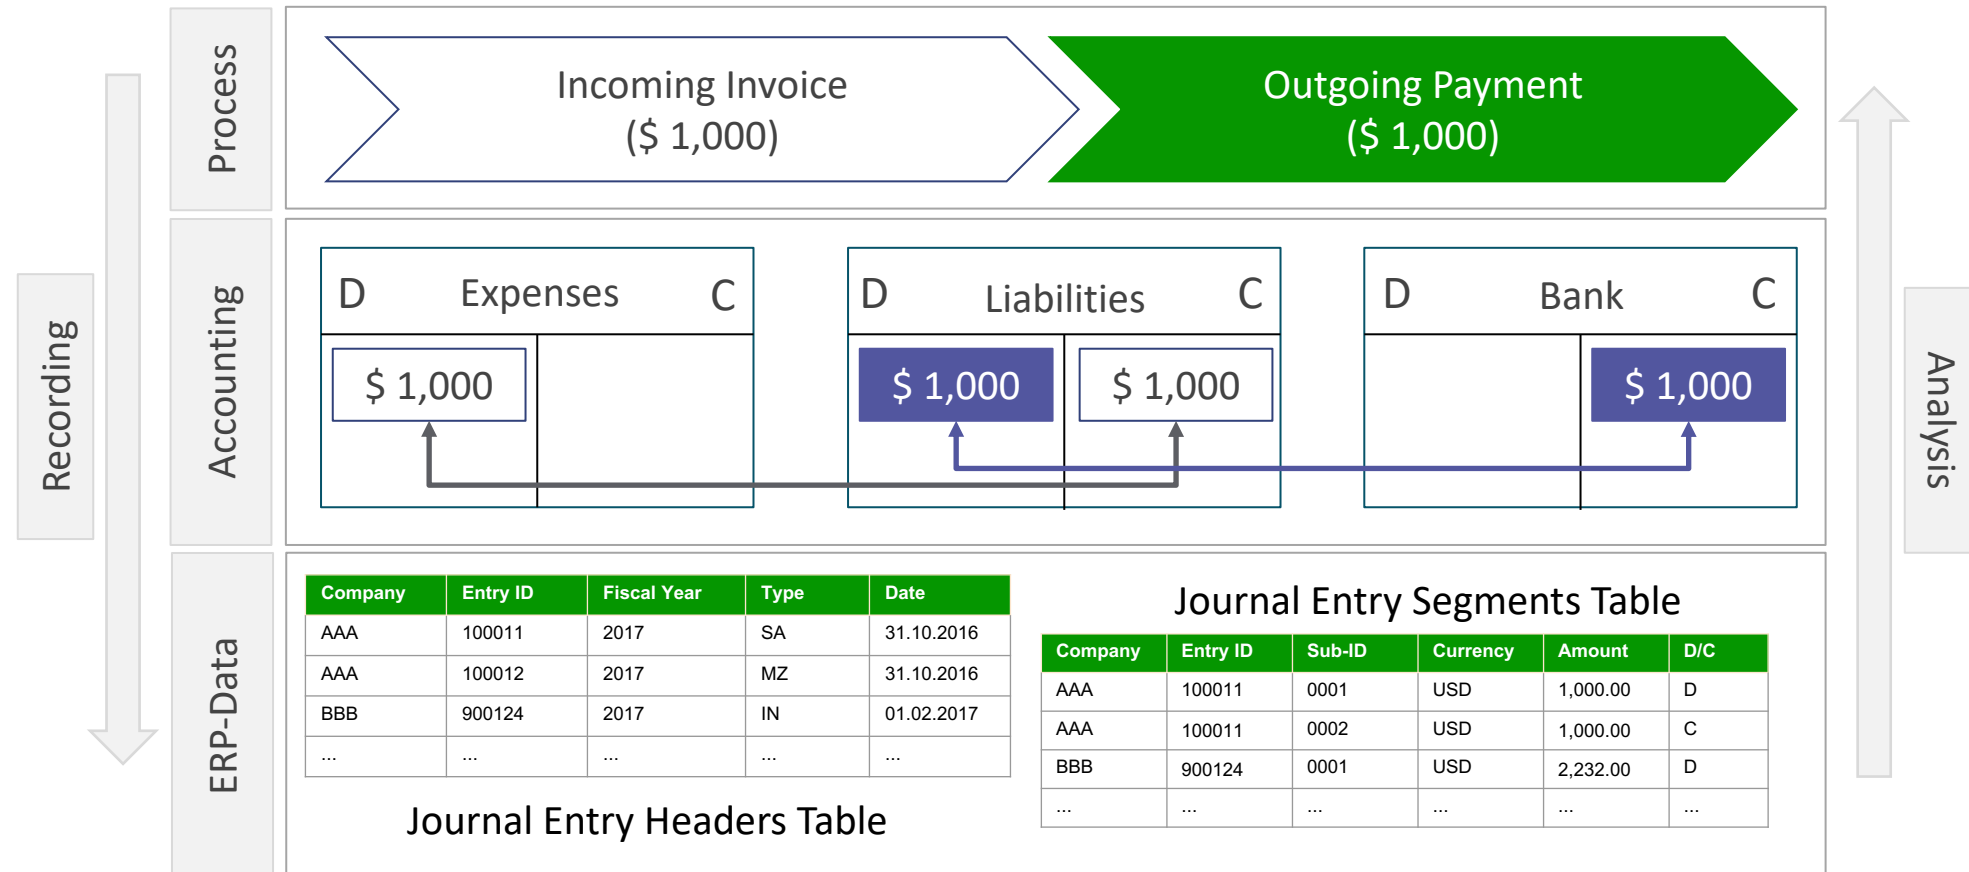 Process
Incoming Invoice
($ 1,000)
Outgoing Payment
($ 1,000)
Recording
Accounting
D Expenses C
$ 1,000
D Liabilities C
$ 1,000 $ 1,000
D Bank C
$ 1,000
Analysis
ERP-Data
Company Entry ID Fiscal Year Type Date
AAA 100011 2017 SA 31.10.2016
AAA 100012 2017 MZ 31.10.2016
BBB 900124 2017 IN 01.02.2017
... ... ... ... ...
Journal Entry Headers Table
Journal Entry Segments Table
Company Entry ID Sub-ID Currency Amount D/C
AAA 100011 0001 USD 1,000.00 D
AAA 100011 0002 USD 1,000.00 C
BBB 900124 0001 USD 2,232.00 D
... ... ... ... ... ...